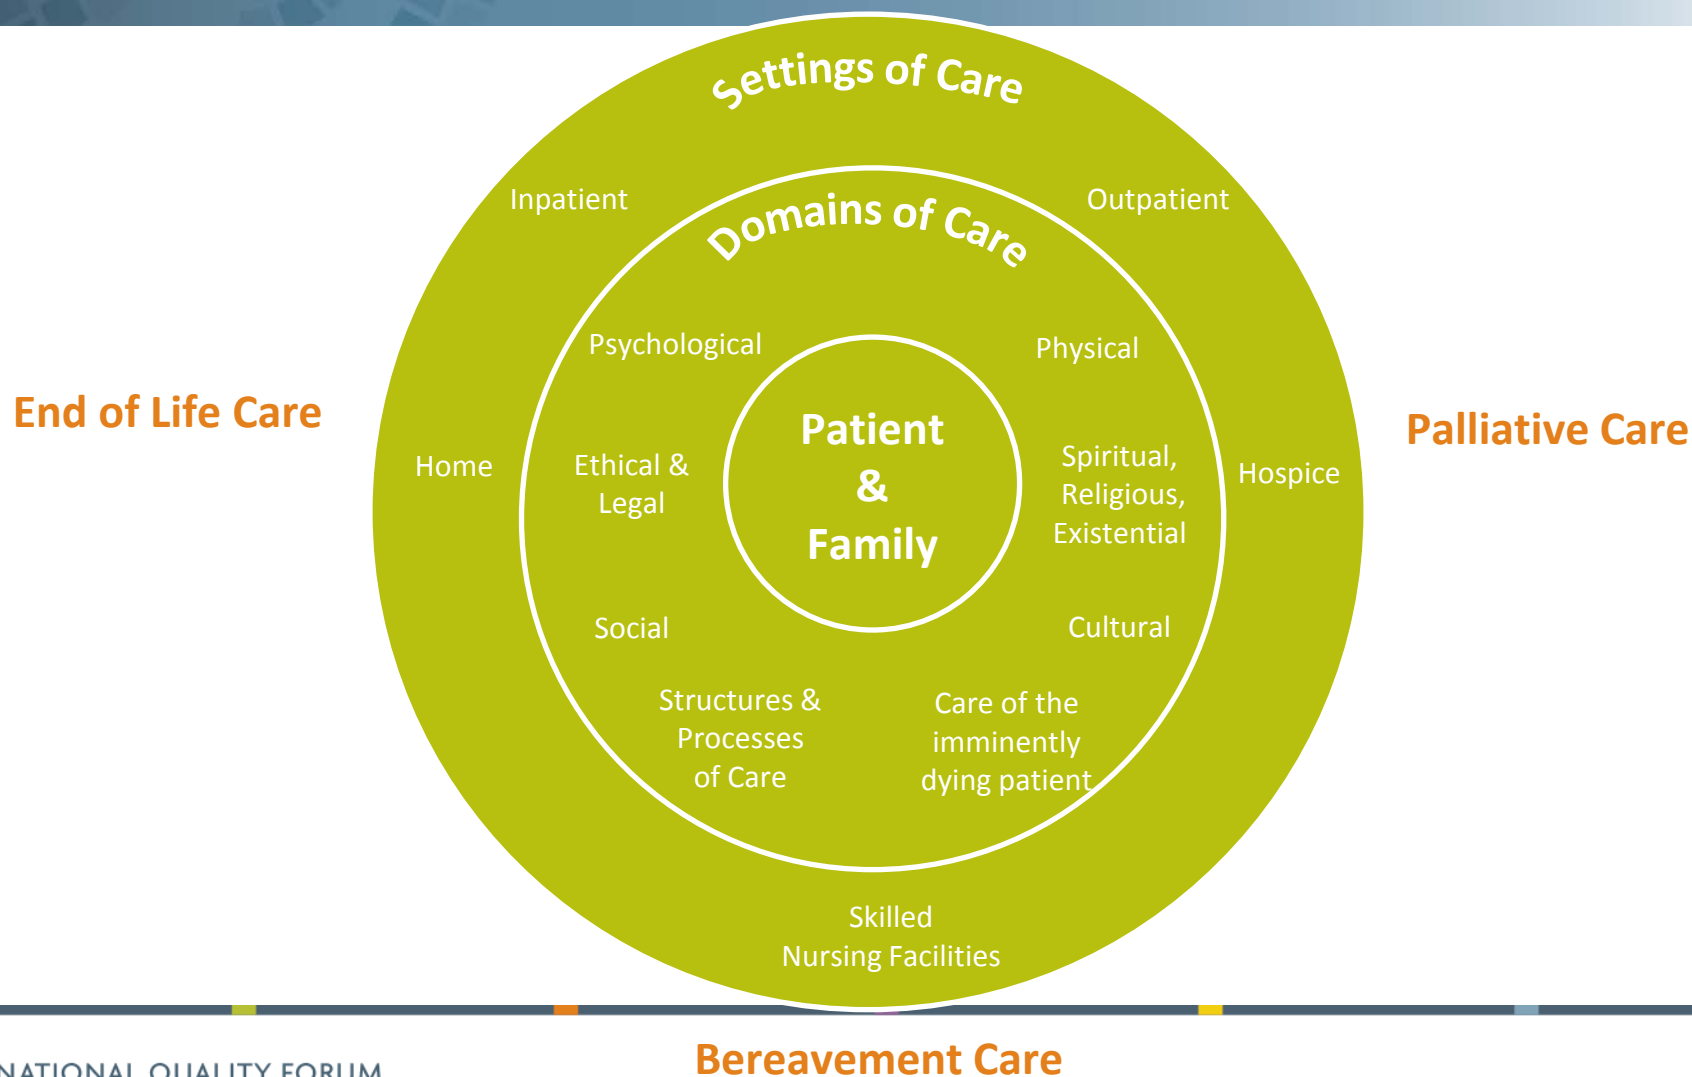 Settings of Care
Inpatient
Outpatient
Domains of Care
Psychological
Physical
End of Life Care
Palliative Care
Patient
&
Family
Home
Ethical &
Legal
Spiritual,
Religious,
Existential
Hospice
Social
Cultural
Structures &
Processes
of Care
Care of the
imminently
dying patient
Skilled
Nursing Facilities
Bereavement Care
NATIONAL QUALITY FORUM